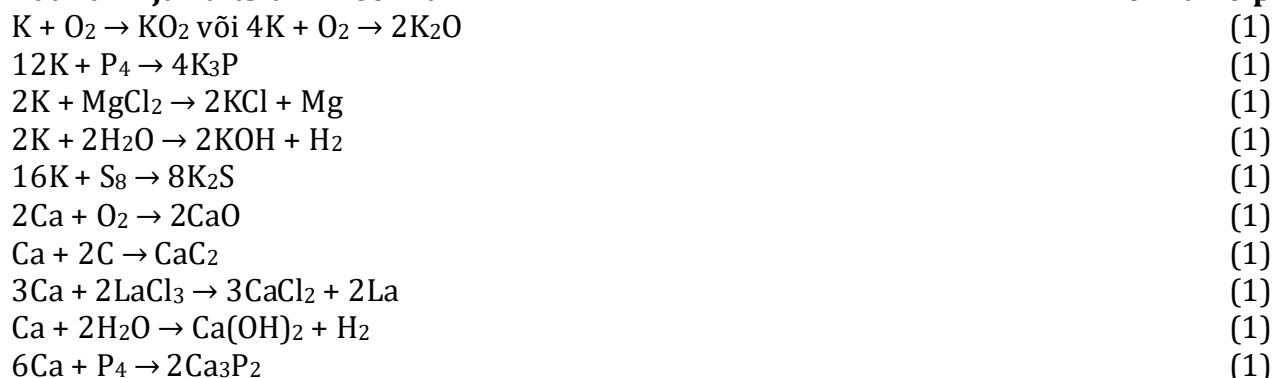 K + O₂ → KO₂ või 4K + O₂ → 2K₂O (1)
12K + P₄ → 4K₃P (1)
2K + MgCl₂ → 2KCl + Mg (1)
2K + 2H₂O → 2KOH + H₂ (1)
16K + S₈ → 8K₂S (1)
2Ca + O₂ → 2CaO (1)
Ca + 2C → CaC₂ (1)
3Ca + 2LaCl₃ → 3CaCl₂ + 2La (1)
Ca + 2H₂O → Ca(OH)₂ + H₂ (1)
6Ca + P₄ → 2Ca₃P₂ (1)